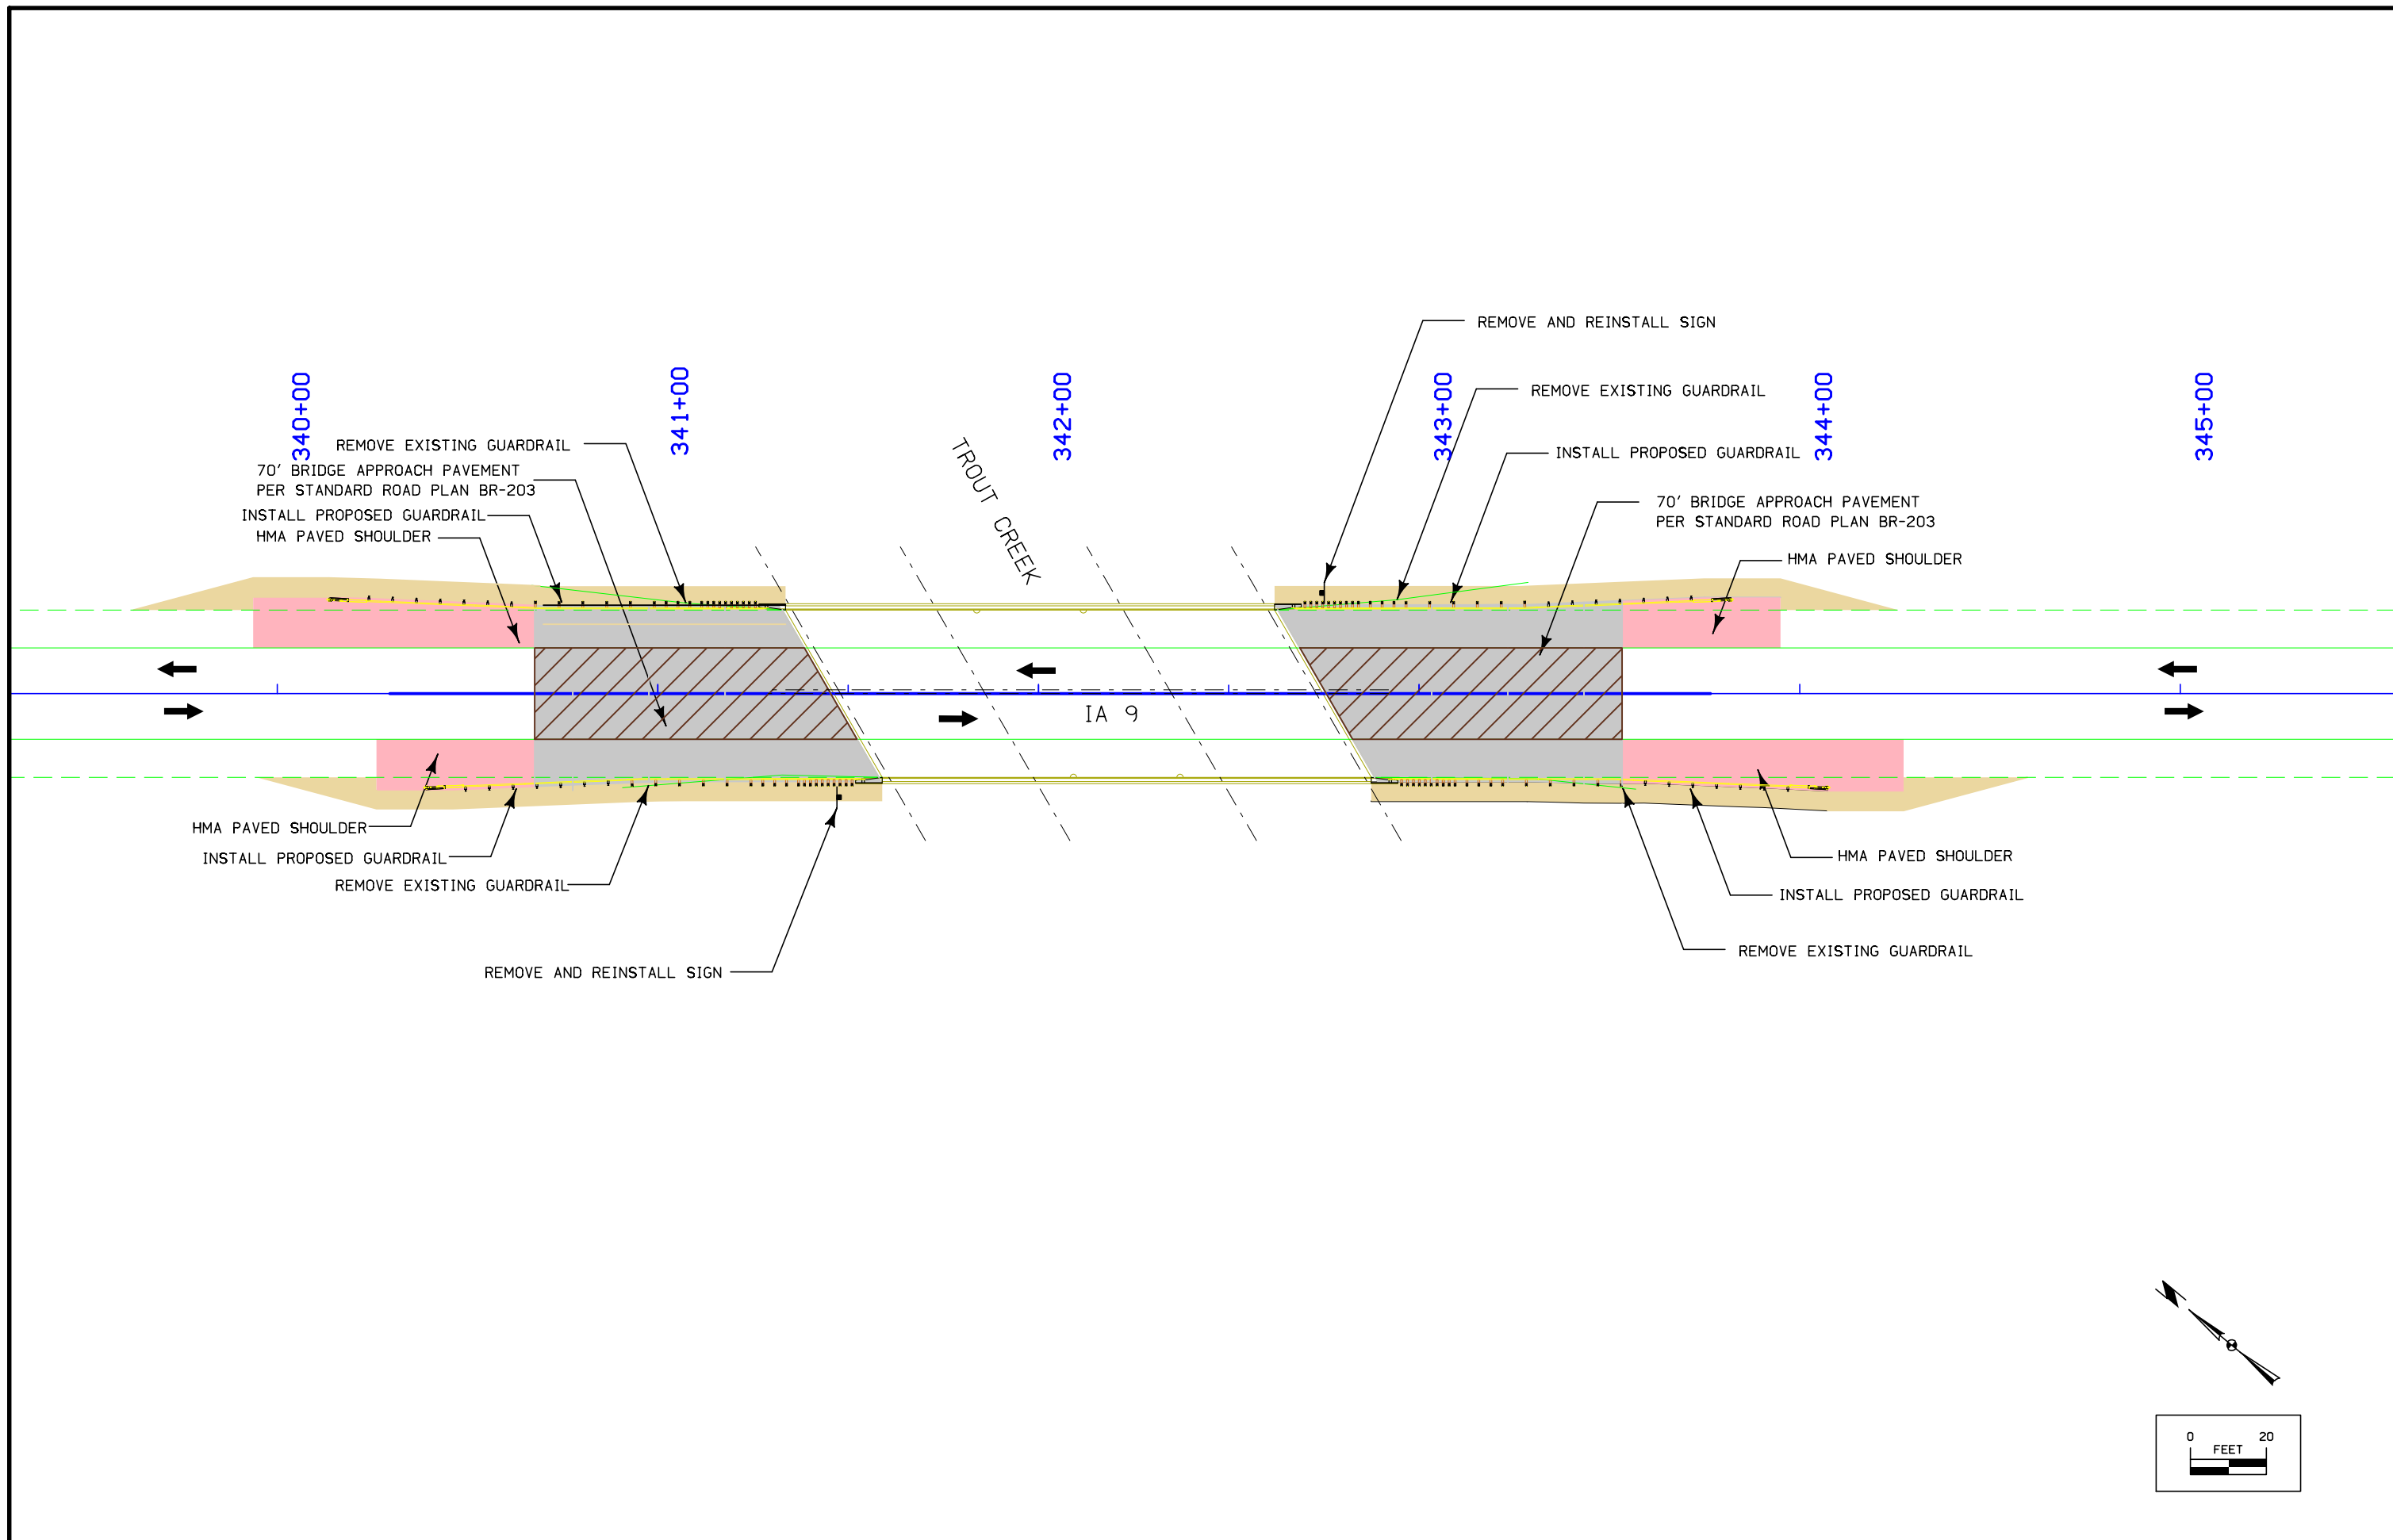 REMOVE AND REINSTALL SIGN
340+00
341+00
342+00
343+00
344+00
345+00
REMOVE EXISTING GUARDRAIL
REMOVE EXISTING GUARDRAIL
70' BRIDGE APPROACH PAVEMENT
PER STANDARD ROAD PLAN BR-203
INSTALL PROPOSED GUARDRAIL
HMA PAVED SHOULDER
TROUT CREEK
INSTALL PROPOSED GUARDRAIL
70' BRIDGE APPROACH PAVEMENT
PER STANDARD ROAD PLAN BR-203
HMA PAVED SHOULDER
IA 9
HMA PAVED SHOULDER
INSTALL PROPOSED GUARDRAIL
REMOVE EXISTING GUARDRAIL
REMOVE AND REINSTALL SIGN
HMA PAVED SHOULDER
INSTALL PROPOSED GUARDRAIL
REMOVE EXISTING GUARDRAIL
N
0 20
FEET